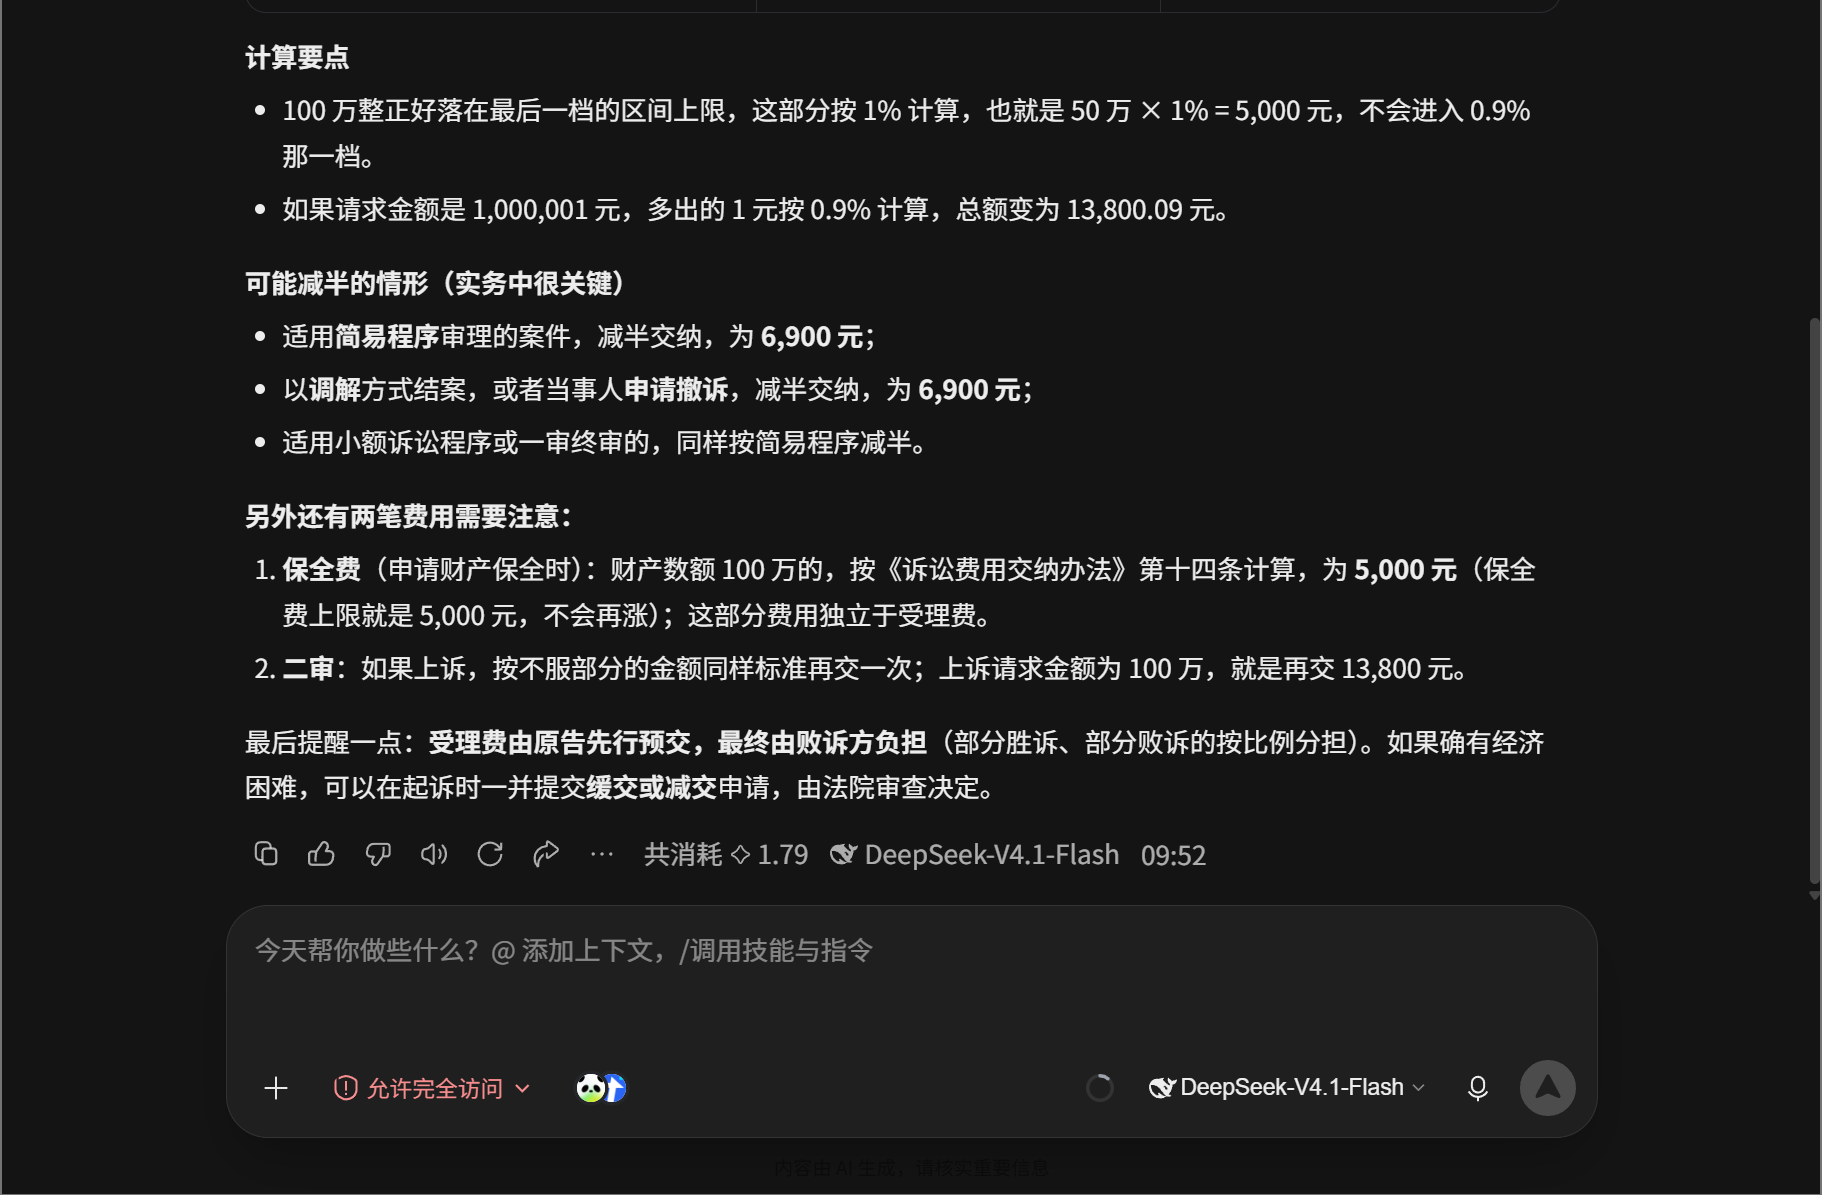 计算要点
• 100 万整正好落在最后一档的区间上限，这部分按 1% 计算，也就是 50 万 × 1% = 5,000 元，不会进入 0.9%
那一档。
• 如果请求金额是 1,000,001 元，多出的 1 元按 0.9% 计算，总额变为 13,800.09 元。
可能减半的情形（实务中很关键）
• 适用简易程序审理的案件，减半交纳，为 6,900 元；
• 以调解方式结案，或者当事人申请撤诉，减半交纳，为 6,900 元；
• 适用小额诉讼程序或一审终审的，同样按简易程序减半。
另外还有两笔费用需要注意：
1. 保全费（申请财产保全时）：财产数额 100 万的，按《诉讼费用交纳办法》第十四条计算，为 5,000 元（保全
费上限就是 5,000 元，不会再涨）；这部分费用独立于受理费。
2. 二审：如果上诉，按不服部分的金额同样标准再交一次；上诉请求金额为 100 万，就是再交 13,800 元。
最后提醒一点：受理费由原告先行预交，最终由败诉方负担（部分胜诉、部分败诉的按比例分担）。如果确有经济
困难，可以在起诉时一并提交缓交或减交申请，由法院审查决定。
共消耗 1.79 DeepSeek-V4.1-Flash 09:52
今天帮你做些什么？@ 添加上下文，/调用技能与指令
允许完全访问 DeepSeek-V4.1-Flash
内容由 AI 生成，请核实重要信息